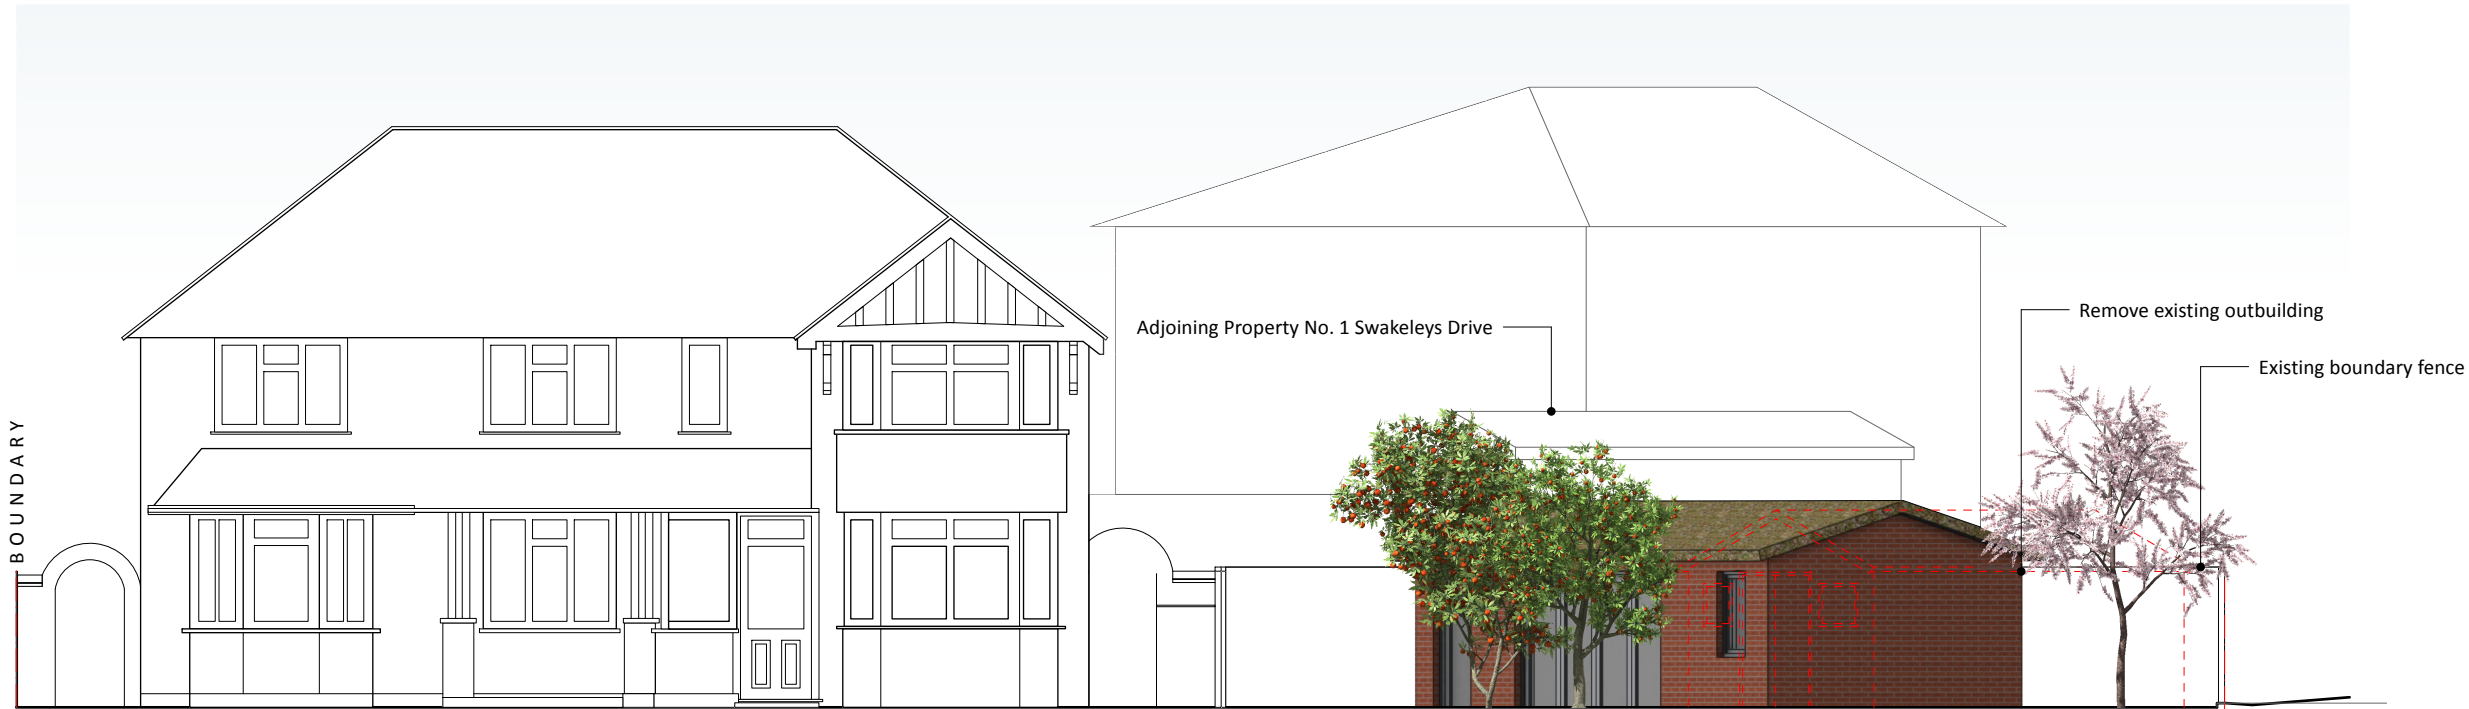 BOUNDARY
Adjoining Property No. 1 Swakeleys Drive
Remove existing outbuilding
Existing boundary fence